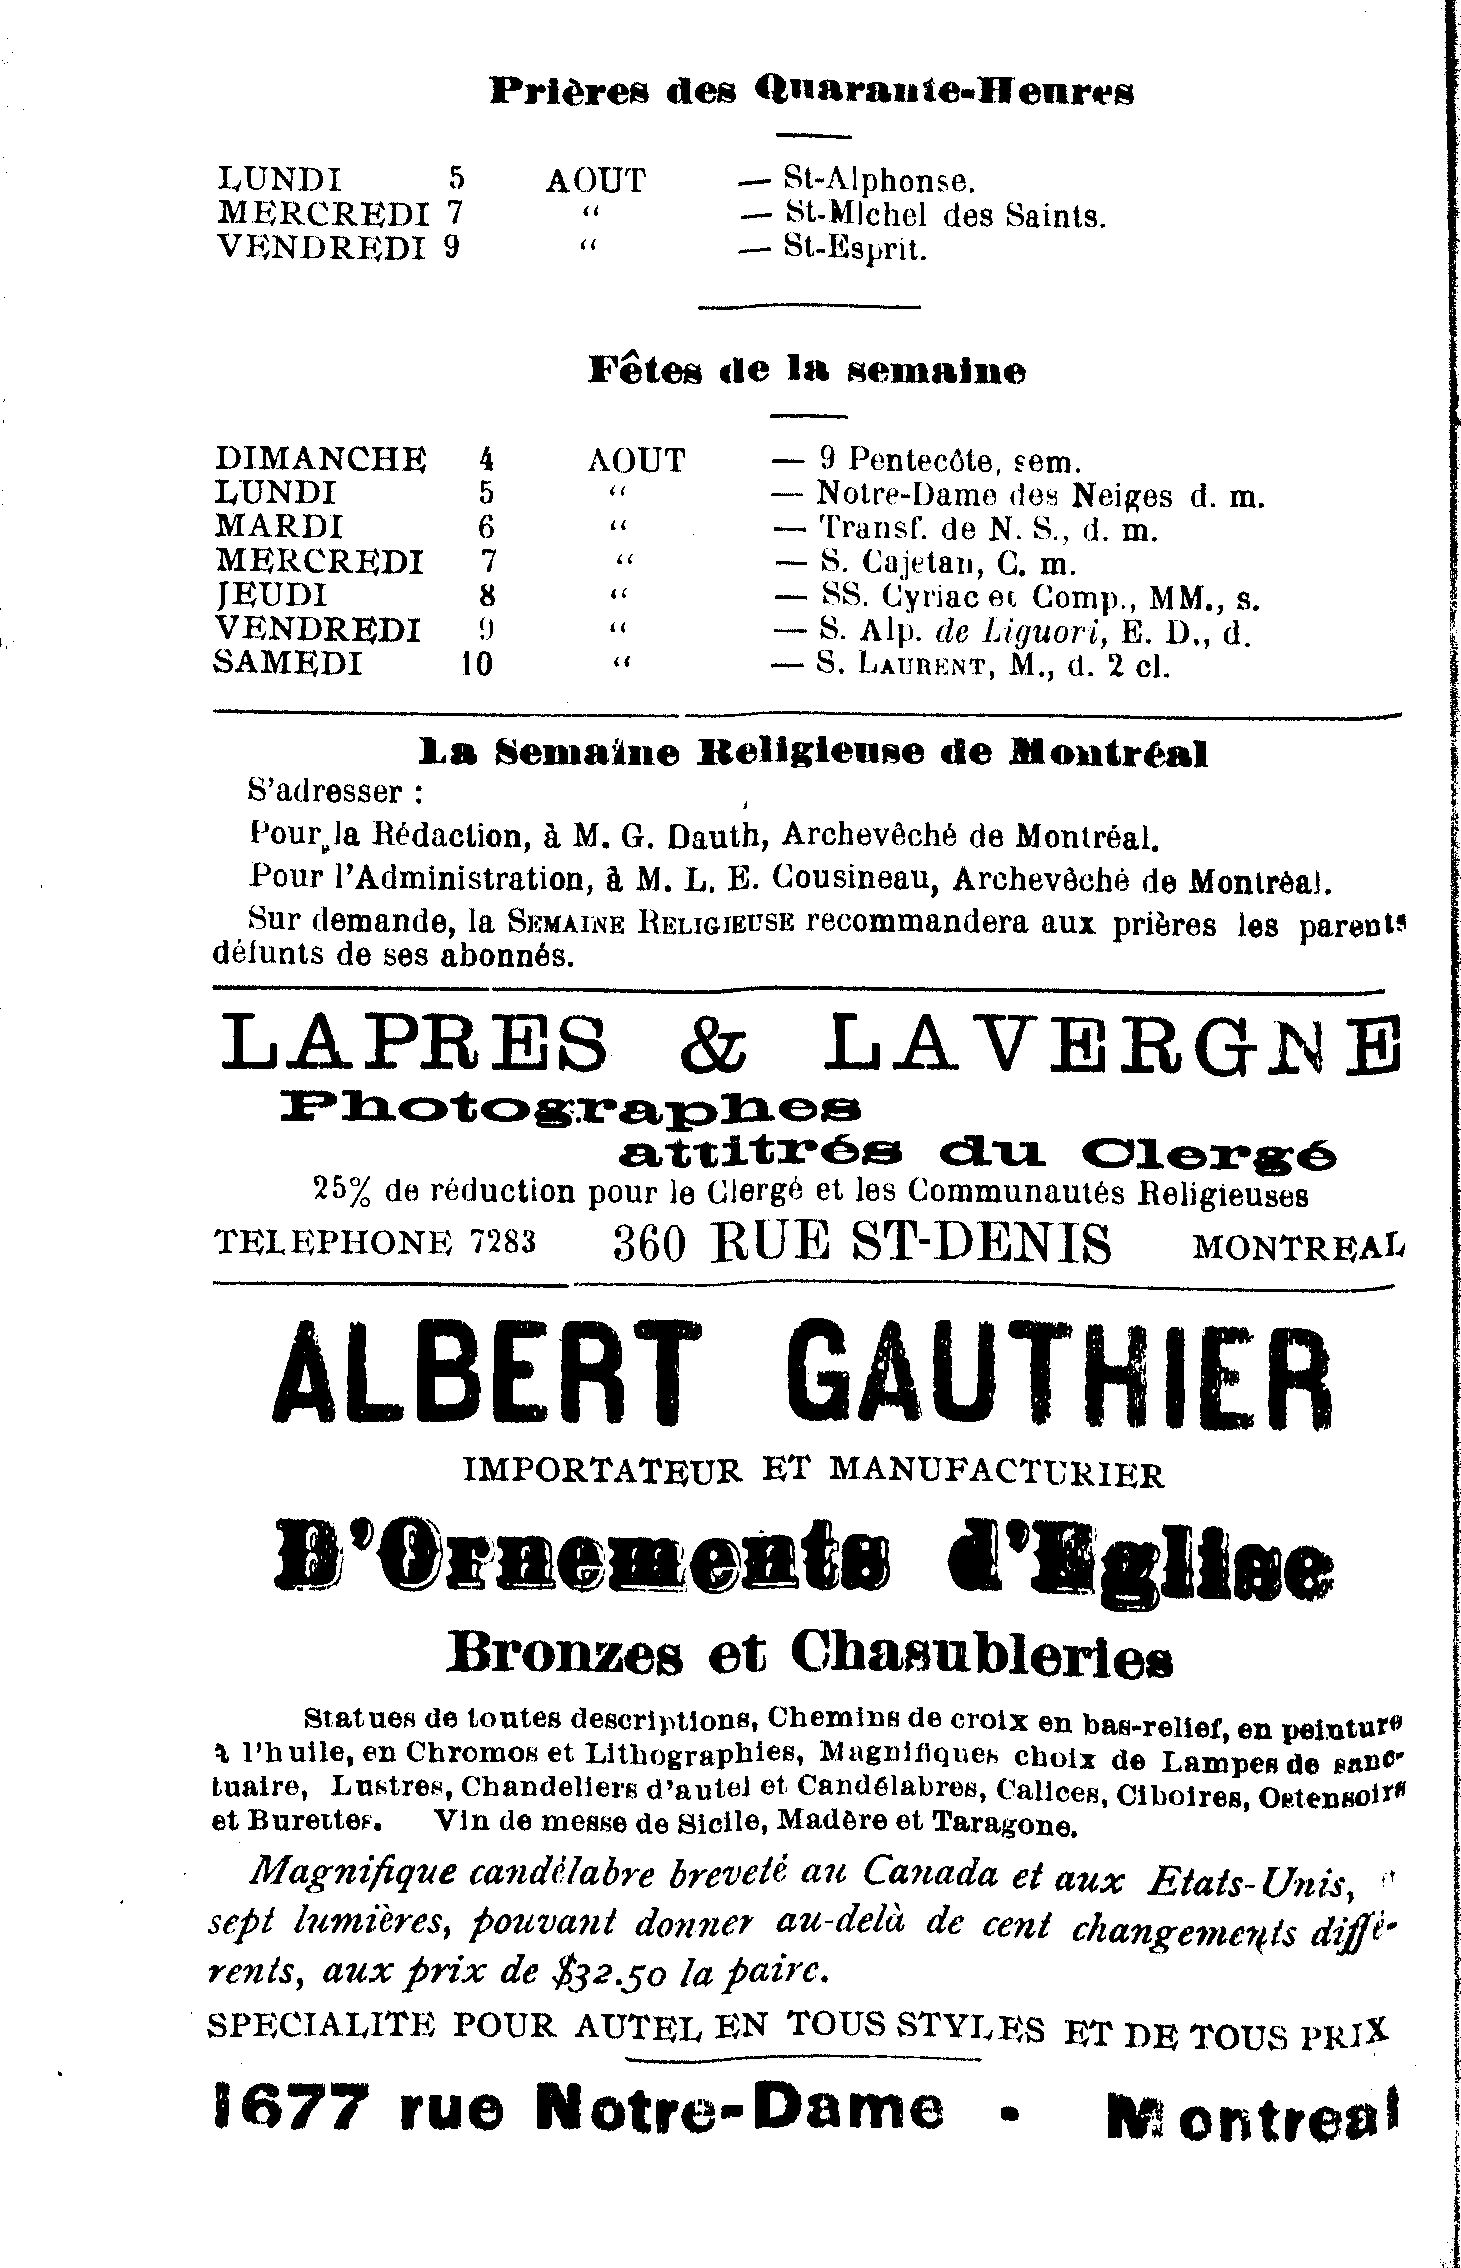 Prières des Quarante-Heures
LUNDI 5 AOUT — St-Alphonse.
MERCREDI 7 “ — St-Michel des Saints.
VENDREDI 9 “ — St-Esprit.
Fêtes de la semaine
DIMANCHE 4 AOUT — 9 Pentecôte, sem.
LUNDI 5 “ — Notre-Dame des Neiges d. m.
MARDI 6 “ — Transf. de N. S., d. m.
MERCREDI 7 “ — S. Cajetan, C. m.
JEUDI 8 “ — SS. Cyriac et Comp., MM., s.
VENDREDI 9 “ — S. Alp. de Liguori, E. D., d.
SAMEDI 10 “ — S. LAURENT, M., d. 2 cl.
La Semaine Religieuse de Montréal
S'adresser :
Pour la Rédaction, à M. G. Dauth, Archevêché de Montréal.
Pour l'Administration, à M. L. E. Cousineau, Archevêché de Montréal.
Sur demande, la SEMAINE RELIGIEUSE recommandera aux prières les parents
défunts de ses abonnés.
LAPRES & LAVERGNE
Photographes
attitrés du Clergé
25% de réduction pour le Clergé et les Communautés Religieuses
TELEPHONE 7283 360 RUE ST-DENIS MONTREAL
ALBERT GAUTHIER
IMPORTATEUR ET MANUFACTURIER
D'Ornements d'Eglise
Bronzes et Chasubleries
Statues de toutes descriptions, Chemins de croix en bas-relief, en peinture
à l'huile, en Chromos et Lithographies, Magnifiques choix de Lampes de sanc-
tuaire, Lustres, Chandeliers d'autel et Candélabres, Calices, Ciboires, Ostensoirs
et Burettes. Vin de messe de Sicile, Madère et Taragone.
Magnifique candélabre breveté au Canada et aux Etats-Unis,
sept lumières, pouvant donner au-delà de cent changements diffé-
rents, aux prix de $32.50 la paire.
SPECIALITE POUR AUTEL EN TOUS STYLES ET DE TOUS PRIX
1677 rue Notre-Dame - Montreal